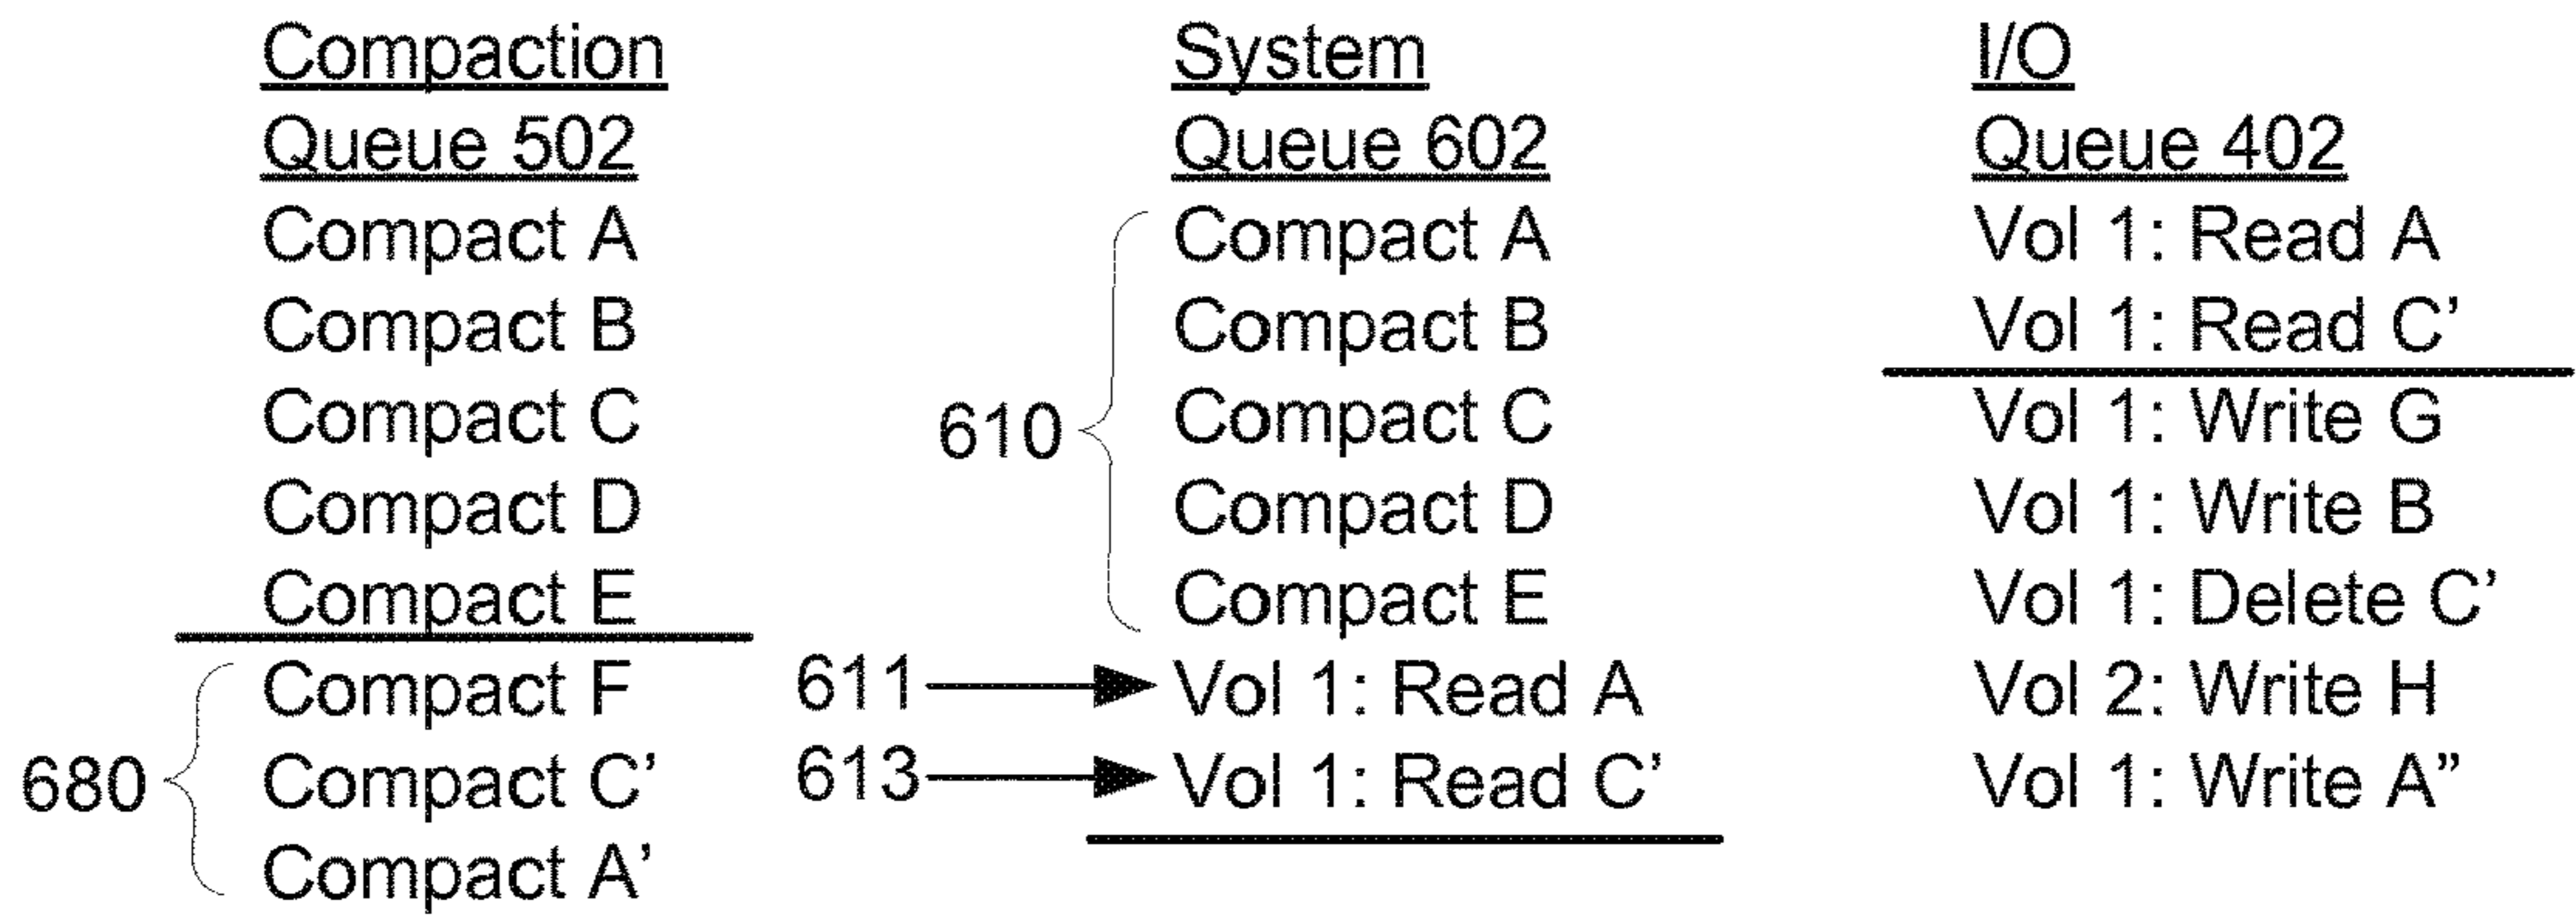 Compaction
Queue 502
Compact A
Compact B
Compact C
Compact D
Compact E
680
Compact F
Compact C’
Compact A’
System
Queue 602
610
Compact A
Compact B
Compact C
Compact D
Compact E
611
Vol 1: Read A
613
Vol 1: Read C’
I/O
Queue 402
Vol 1: Read A
Vol 1: Read C’
Vol 1: Write G
Vol 1: Write B
Vol 1: Delete C’
Vol 2: Write H
Vol 1: Write A”